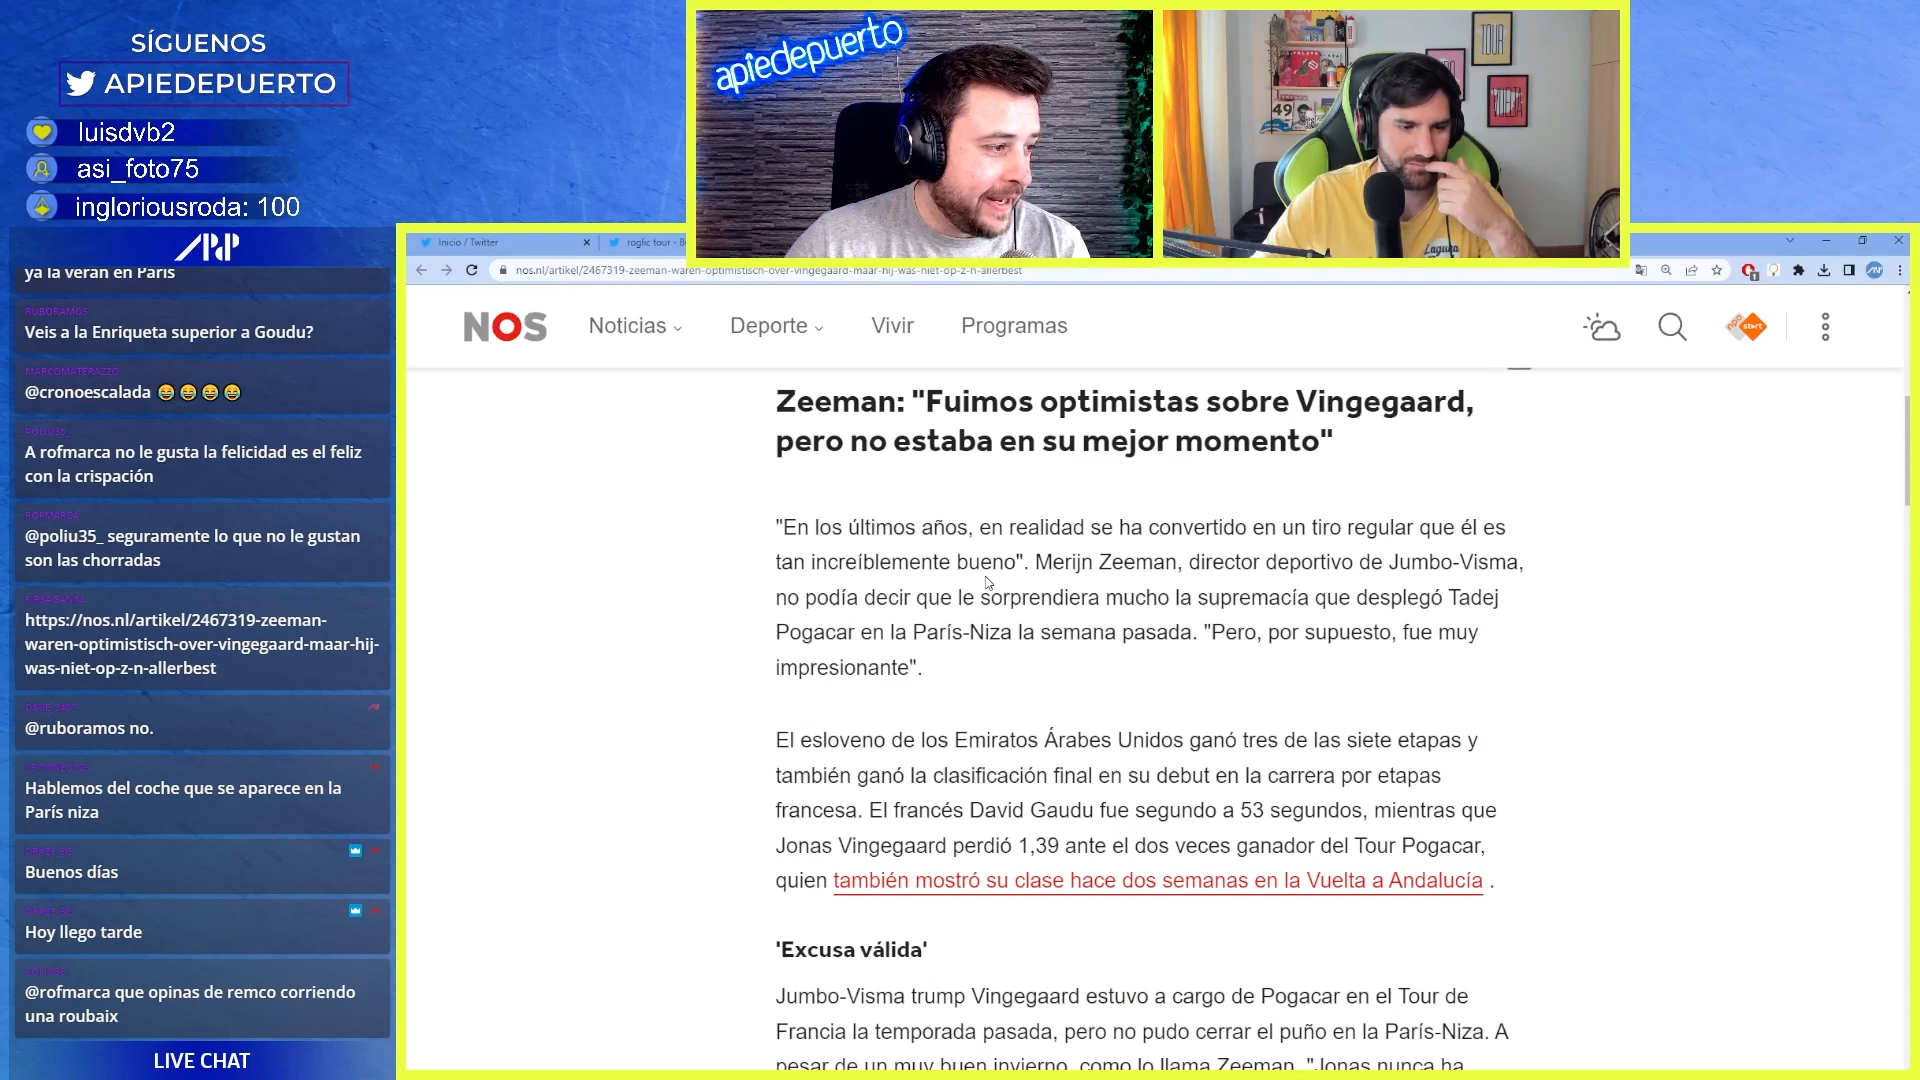 SÍGUENOS
APIEDEPUERTO
luisdvb2
asi_foto75
ingloriousroda: 100
ya la verán en París
RUBORAMOS
Veis a la Enriqueta superior a Goudu?
MARCOMATERAZZO
@cronoescalada
POLIU35_
A rofmarca no le gusta la felicidad es el feliz
con la crispación
ROFMARCA
@poliu35_ seguramente lo que no le gustan
son las chorradas
https://nos.nl/artikel/2467319-zeeman-
waren-optimistisch-over-vingegaard-maar-hij-
was-niet-op-z-n-allerbest
@ruboramos no.
Hablemos del coche que se aparece en la
París niza
Buenos días
Hoy llego tarde
@rofmarca que opinas de remco corriendo
una roubaix
LIVE CHAT
apiedepuerto
TOUR
49
Laguna
Inicio / Twitter
roglic tour - B
nos.nl/artikel/2467319-zeeman-waren-optimistisch-over-vingegaard-maar-hij-was-niet-op-z-n-allerbest
NOS
Noticias
Deporte
Vivir
Programas
npo start
Zeeman: "Fuimos optimistas sobre Vingegaard,
pero no estaba en su mejor momento"
"En los últimos años, en realidad se ha convertido en un tiro regular que él es
tan increíblemente bueno". Merijn Zeeman, director deportivo de Jumbo-Visma,
no podía decir que le sorprendiera mucho la supremacía que desplegó Tadej
Pogacar en la París-Niza la semana pasada. "Pero, por supuesto, fue muy
impresionante".
El esloveno de los Emiratos Árabes Unidos ganó tres de las siete etapas y
también ganó la clasificación final en su debut en la carrera por etapas
francesa. El francés David Gaudu fue segundo a 53 segundos, mientras que
Jonas Vingegaard perdió 1,39 ante el dos veces ganador del Tour Pogacar,
quien también mostró su clase hace dos semanas en la Vuelta a Andalucía .
'Excusa válida'
Jumbo-Visma trump Vingegaard estuvo a cargo de Pogacar en el Tour de
Francia la temporada pasada, pero no pudo cerrar el puño en la París-Niza. A
pesar de un muy buen invierno, como lo llama Zeeman. "Jonas nunca ha